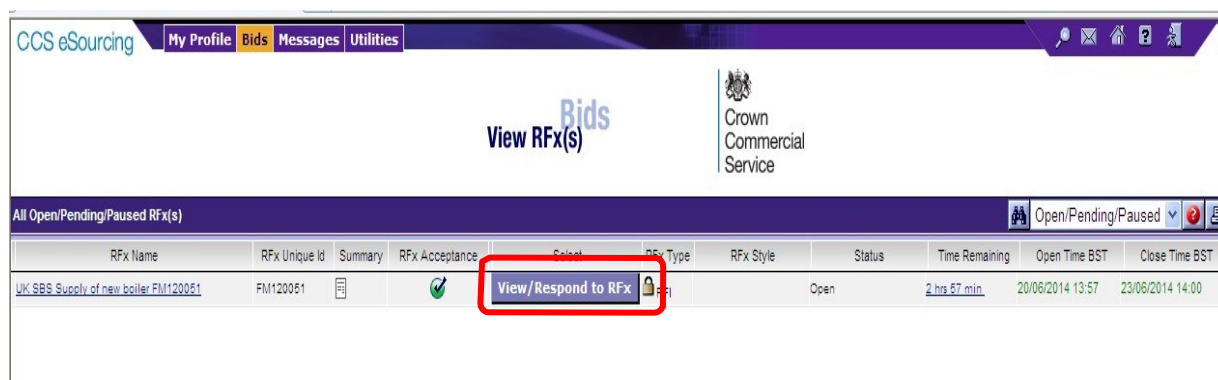 CCS eSourcing My Profile Bids Messages Utilities
Bids
View RFx(s)
Crown
Commercial
Service
All Open/Pending/Paused RFx(s) Open/Pending/Paused
RFx Name RFx Unique Id Summary RFx Acceptance Select RFx Type RFx Style Status Time Remaining Open Time BST Close Time BST
UK SBS Supply of new boiler FM120051 FM120051 View/Respond to RFx Open 2 hrs 57 min 20/06/2014 13:57 23/06/2014 14:00